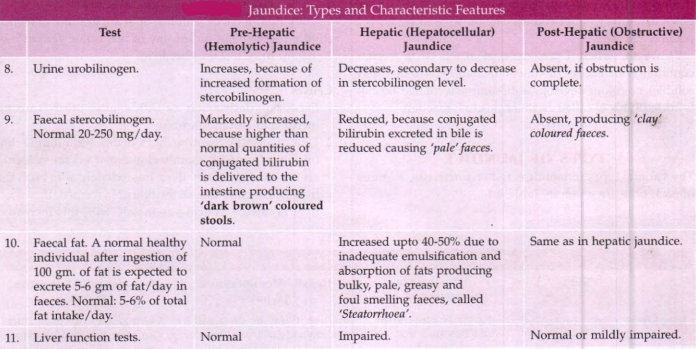 Jaundice: Types and Characteristic Features
Test
Pre-Hepatic
(Hemolytic) Jaundice
Hepatic (Hepatocellular)
Jaundice
Post-Hepatic (Obstructive)
Jaundice
8. Urine urobilinogen.
Increases, because of
increased formation of
stercobilinogen.
Decreases, secondary to decrease
in stercobilinogen level.
Absent, if obstruction is
complete.
9. Faecal stercobilinogen.
Normal 20-250 mg/day.
Markedly increased,
because higher than
normal quantities of
conjugated bilirubin
is delivered to the
intestine producing
'dark brown' coloured
stools.
Reduced, because conjugated
bilirubin excreted in bile is
reduced causing 'pale' faeces.
Absent, producing 'clay'
coloured faeces.
10. Faecal fat. A normal healthy
individual after ingestion of
100 gm. of fat is expected to
excrete 5-6 gm of fat/day in
faeces. Normal: 5-6% of total
fat intake/day.
Normal
Increased upto 40-50% due to
inadequate emulsification and
absorption of fats producing
bulky, pale, greasy and
foul smelling faeces, called
'Steatorrhoea'.
Same as in hepatic jaundice.
11. Liver function tests.
Normal
Impaired.
Normal or mildly impaired.